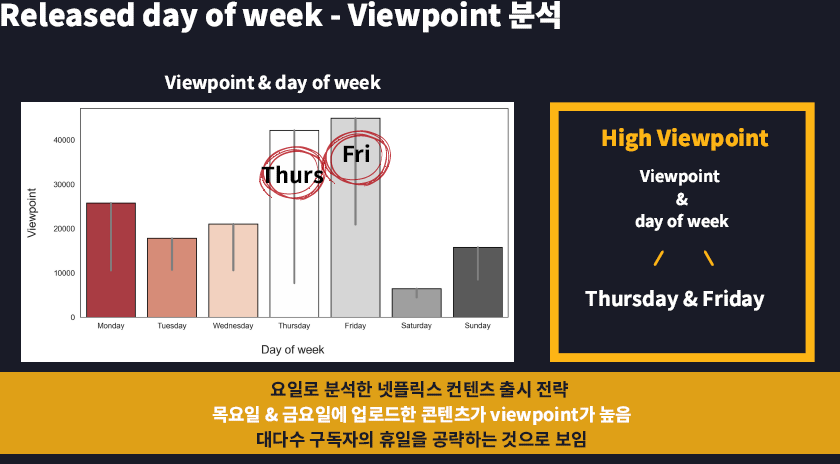 Released day of week - Viewpoint 분석
Viewpoint & day of week
40000
30000
20000
10000
0
Viewpoint
Thurs
Fri
Monday
Tuesday
Wednesday
Thursday
Friday
Saturday
Sunday
Day of week
High Viewpoint
Viewpoint
&
day of week
Thursday & Friday
요일로 분석한 넷플릭스 컨텐츠 출시 전략
목요일 & 금요일에 업로드한 콘텐츠가 viewpoint가 높음
대다수 구독자의 휴일을 공략하는 것으로 보임